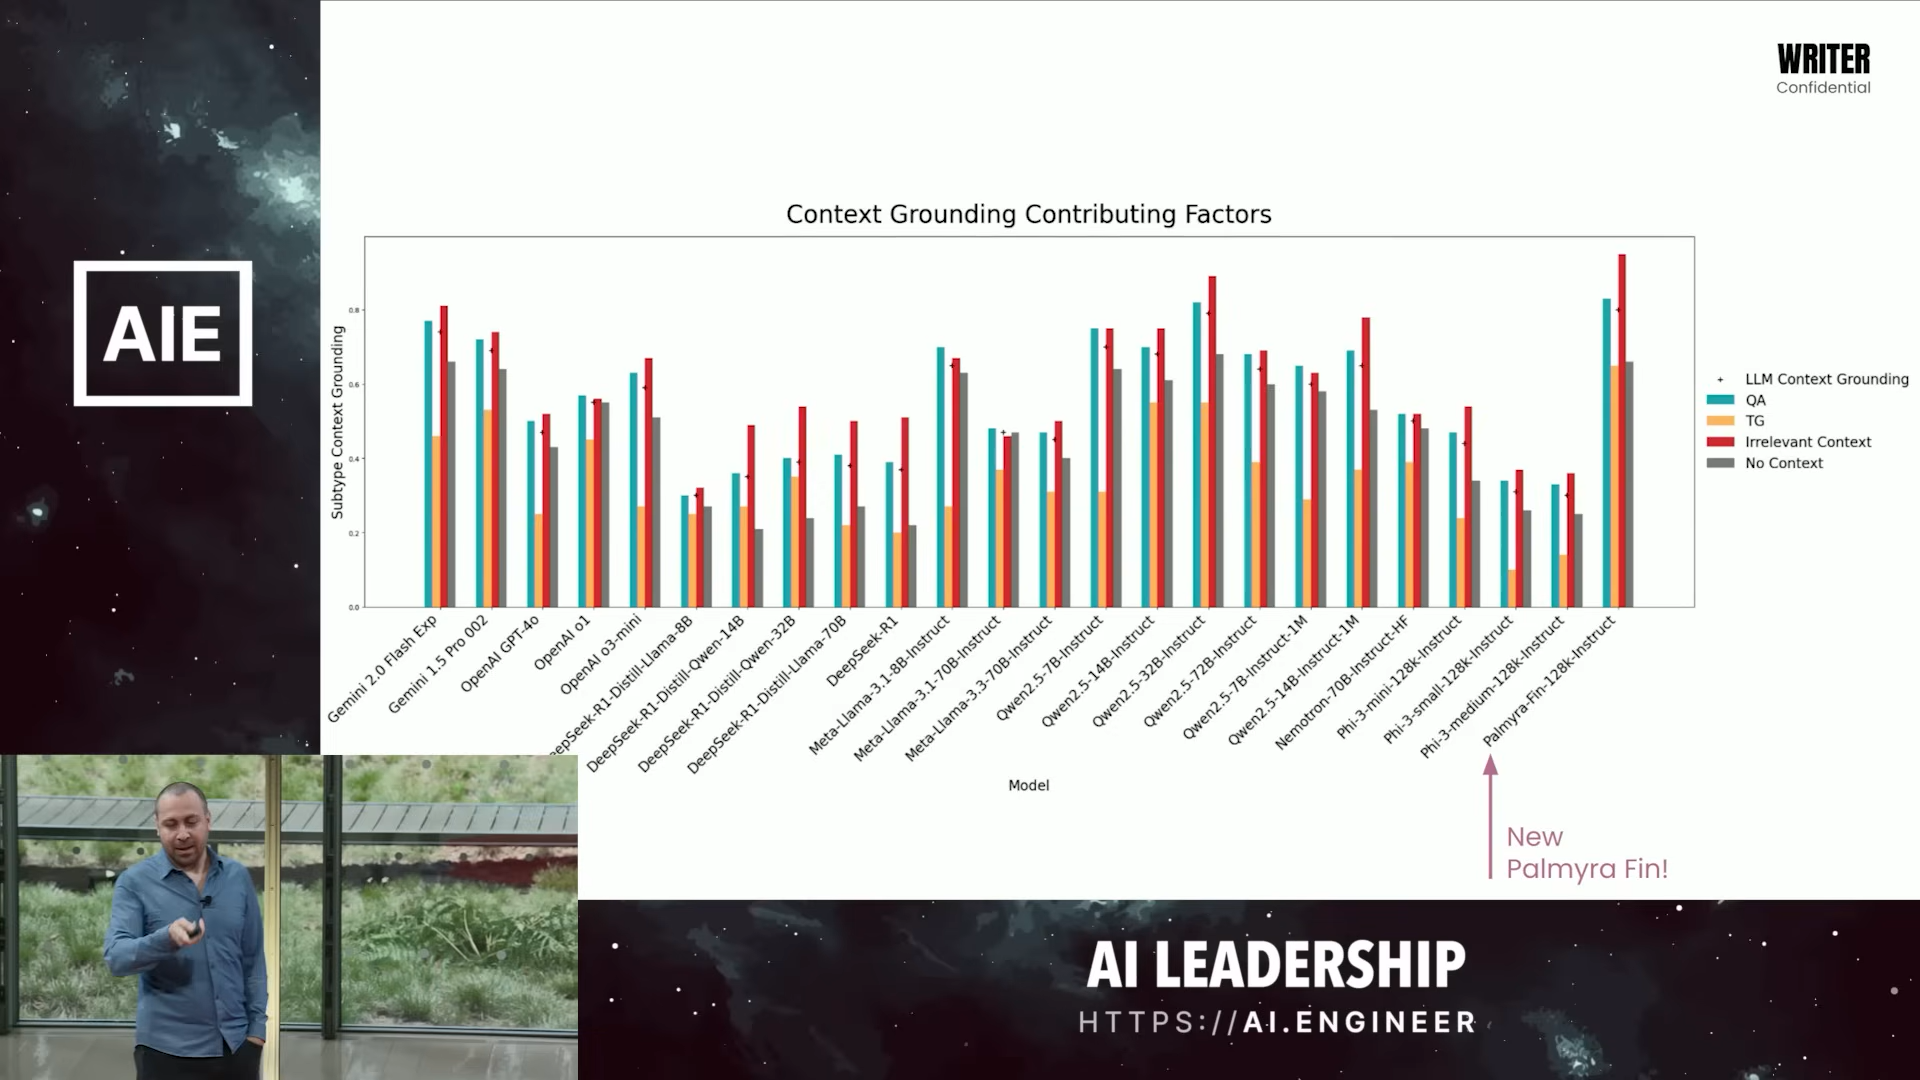 WRITER
Confidential
AIE
Context Grounding Contributing Factors
Subtype Context Grounding
0.8
0.6
0.4
0.2
0.0
LLM Context Grounding
QA
TG
Irrelevant Context
No Context
Gemini 2.0 Flash Exp
Gemini 1.5 Pro 002
OpenAI GPT-4o
OpenAI o1
OpenAI o3-mini
eepSeek-R1-Distill-Llama-8B
DeepSeek-R1-Distill-Qwen-14B
DeepSeek-R1-Distill-Qwen-32B
DeepSeek-R1-Distill-Llama-70B
DeepSeek-R1
Meta-Llama-3.1-8B-Instruct
Meta-Llama-3.1-70B-Instruct
Meta-Llama-3.3-70B-Instruct
Qwen2.5-7B-Instruct
Qwen2.5-14B-Instruct
Qwen2.5-32B-Instruct
Qwen2.5-72B-Instruct
Qwen2.5-7B-Instruct-1M
Qwen2.5-14B-Instruct-1M
Nemotron-70B-Instruct-HF
Phi-3-mini-128k-Instruct
Phi-3-small-128k-Instruct
Phi-3-medium-128k-Instruct
Palmyra-Fin-128k-Instruct
Model
New
Palmyra Fin!
AI LEADERSHIP
HTTPS://AI.ENGINEER